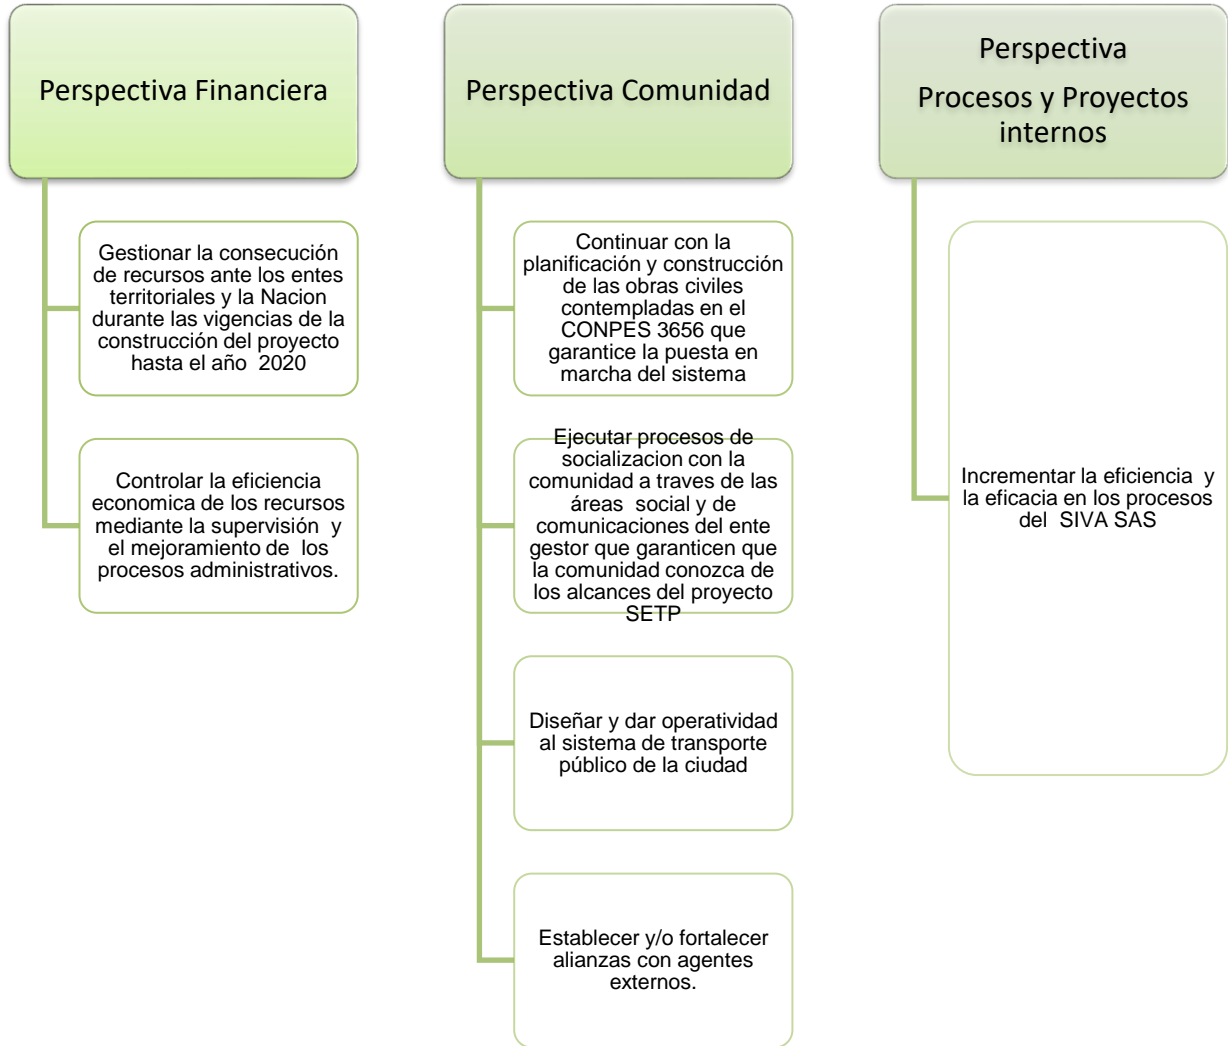 Perspectiva Financiera
Gestionar la consecución
de recursos ante los entes
territoriales y la Nacion
durante las vigencias de la
construcción del proyecto
hasta el año  2020
Controlar la eficiencia
economica de los recursos
mediante la supervisión  y
el mejoramiento de  los
procesos administrativos.
Perspectiva Comunidad
Continuar con la
planificación y construcción
de las obras civiles
contempladas en el
CONPES 3656 que
garantice la puesta en
marcha del sistema
Ejecutar procesos de
socializacion con la
comunidad a traves de las
áreas  social y de
comunicaciones del ente
gestor que garanticen que
la comunidad conozca de
los alcances del proyecto
SETP
Diseñar y dar operatividad
al sistema de transporte
público de la ciudad
Establecer y/o fortalecer
alianzas con agentes
externos.
Perspectiva
Procesos y Proyectos
internos
Incrementar la eficiencia  y
la eficacia en los procesos
del  SIVA SAS